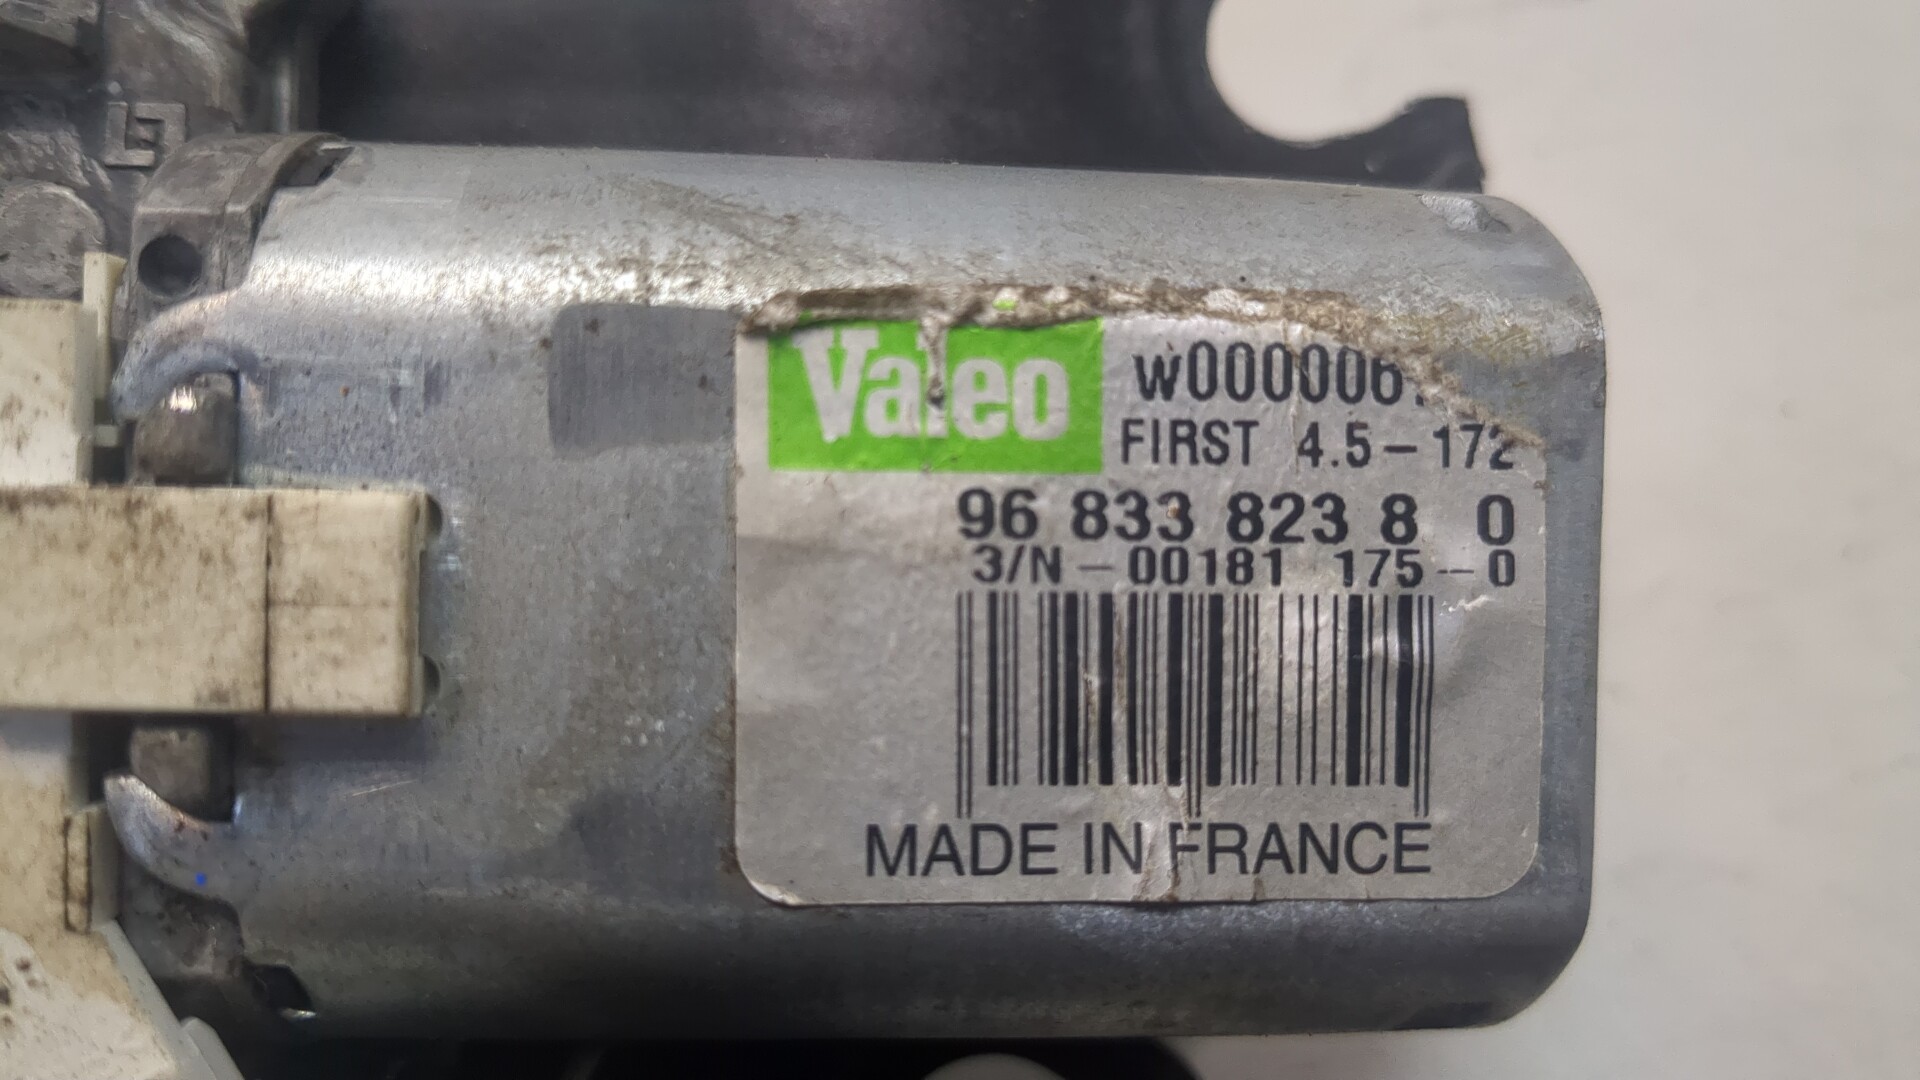 Valeo
W000006
FIRST 4.5-172
96 833 823 8 0
3/N-00181 175-0
MADE IN FRANCE